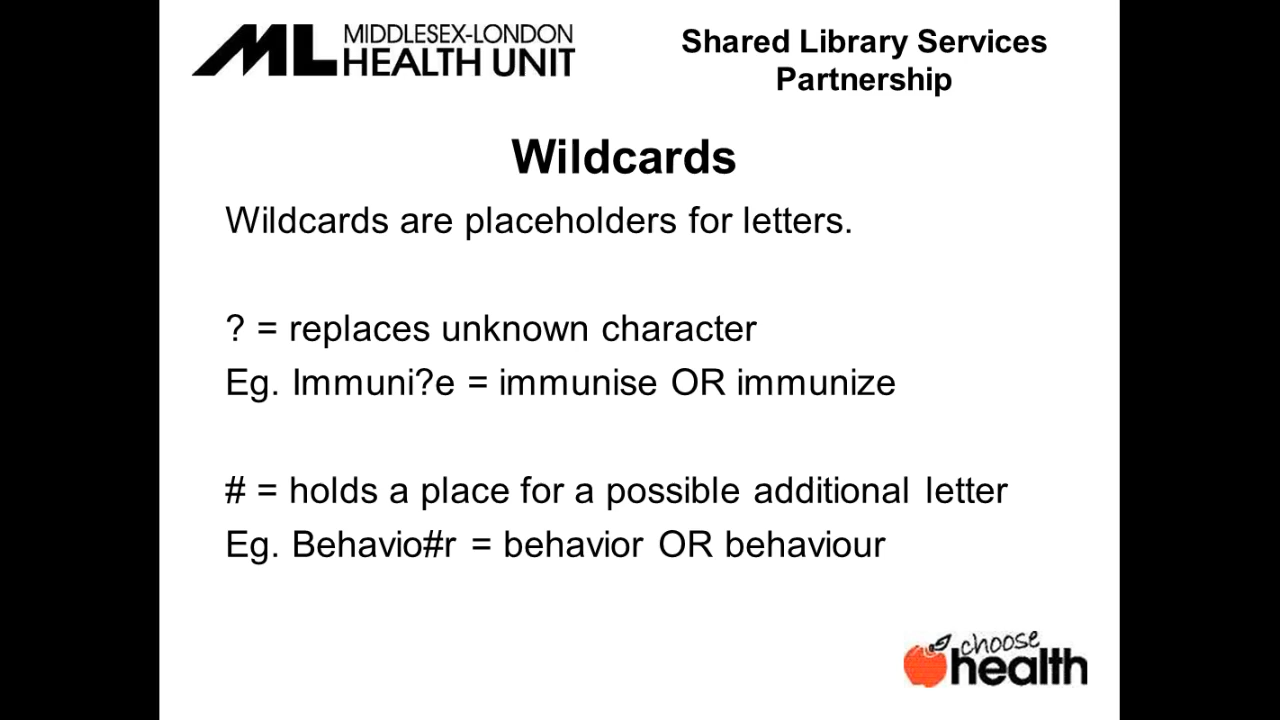 ML MIDDLESEX-LONDON
HEALTH UNIT
Shared Library Services
Partnership
Wildcards
Wildcards are placeholders for letters.
? = replaces unknown character
Eg. Immuni?e = immunise OR immunize
# = holds a place for a possible additional letter
Eg. Behavio#r = behavior OR behaviour
choose
health